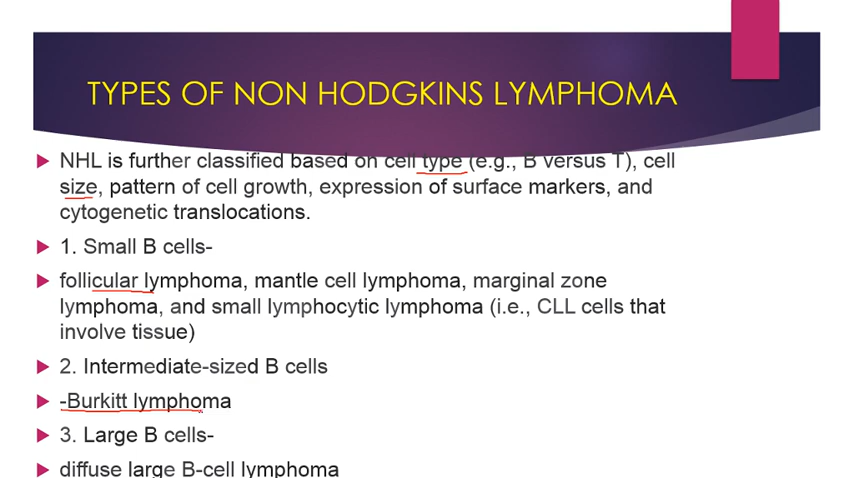 TYPES OF NON HODGKINS LYMPHOMA
NHL is further classified based on cell type (e.g., B versus T), cell
size, pattern of cell growth, expression of surface markers, and
cytogenetic translocations.
1. Small B cells-
follicular lymphoma, mantle cell lymphoma, marginal zone
lymphoma, and small lymphocytic lymphoma (i.e., CLL cells that
involve tissue)
2. Intermediate-sized B cells
-Burkitt lymphoma
3. Large B cells-
diffuse large B-cell lymphoma